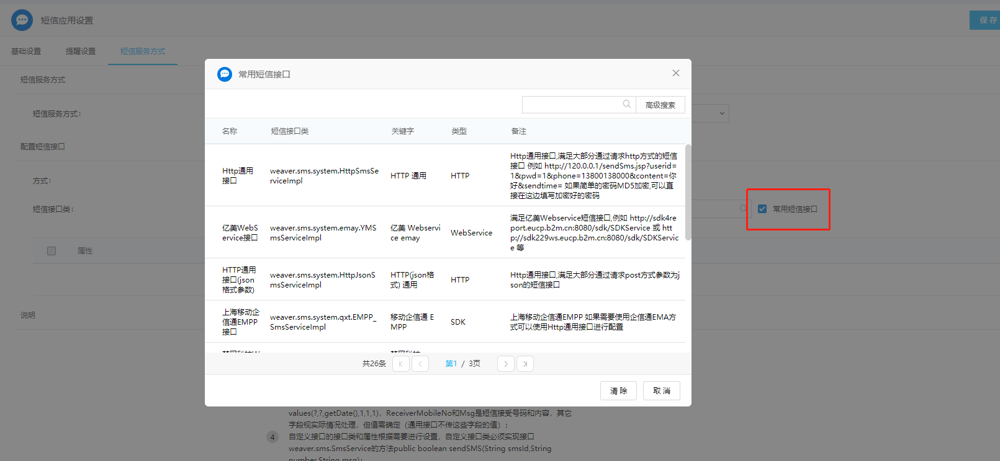 短信应用设置
保 存
基础设置
提醒设置
短信服务方式
短信服务方式
短信服务方式：
配置短信接口
方式：
短信接口类：
常用短信接口
属性
说明
常用短信接口
高级搜索
名称
短信接口类
关键字
类型
备注
Http通用
接口
weaver.sms.system.HttpSmsSe
rviceImpl
HTTP 通用
HTTP
Http通用接口,满足大部分通过请求http方式的短信
接口 例如 http://120.0.0.1/sendSms.jsp?userid=
1&pwd=1&phone=13800138000&content=你
好&sendtime= 如果简单的密码MD5加密,可以直
接在这边填写加密好的密码
亿美WebS
ervice接口
weaver.sms.system.emay.YMS
msServiceImpl
亿美 Webservi
ce emay
WebService
满足亿美Webservice短信接口,例如 http://sdk4re
port.eucp.b2m.cn:8080/sdk/SDKService 或 htt
p://sdk229ws.eucp.b2m.cn:8080/sdk/SDKServic
e 等
HTTP通用
接口(json
格式参数)
weaver.sms.system.HttpJsonS
msServiceImpl
HTTP(json格
式) 通用
HTTP
Http通用接口,满足大部分通过请求post方式参数为j
son的短信接口
上海移动企
信通EMPP
接口
weaver.sms.system.qxt.EMPP_
SmsServiceImpl
移动企信通 E
MPP
SDK
上海移动企信通EMPP 如果需要使用企信通EMA方
式可以使用Http通用接口进行配置
共26条
第1 / 3页
清 除
取 消
values(?,?,getDate(),1,1,1)，ReceiverMobileNo和Msg是短信接受号码和内容，其它
字段视实际情况处理，但值需确定（通用接口不传这些字段的值）；
4
自定义接口的接口类和属性根据需要进行设置，自定义接口类必须实现接口
weaver.sms.SmsService的方法public boolean sendSMS(String smsId,String
number,String msg)；